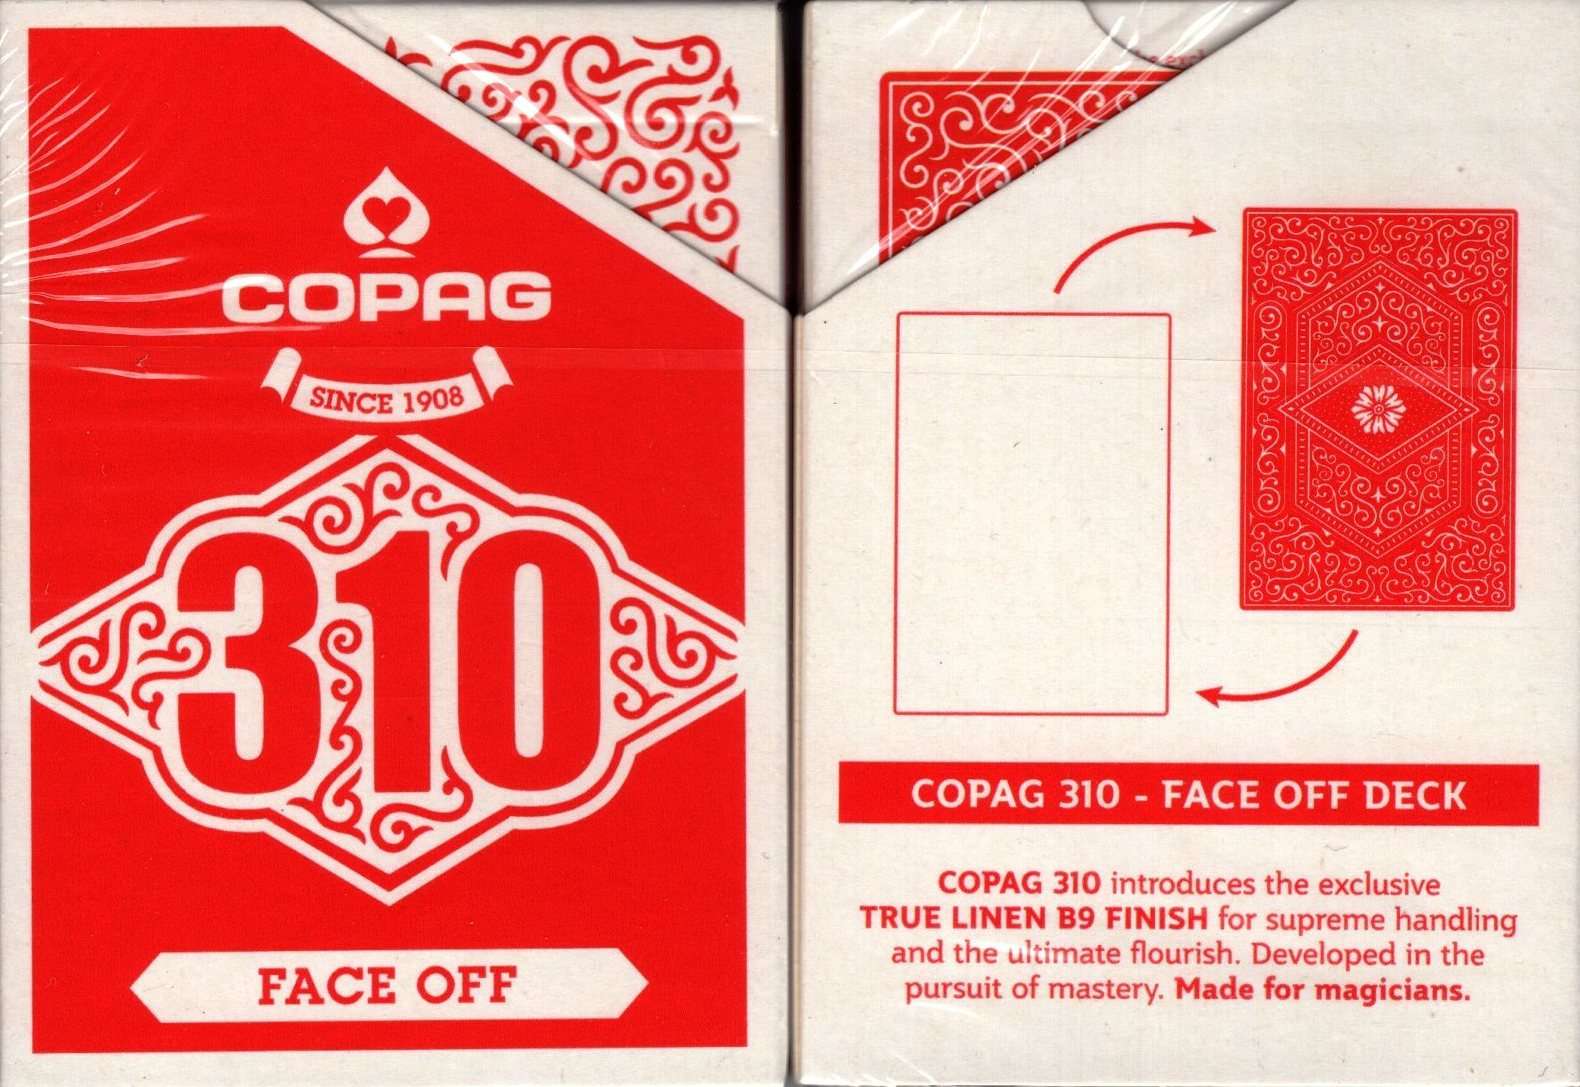 COPAG
SINCE 1908
310
FACE OFF
COPAG 310 - FACE OFF DECK
COPAG 310 introduces the exclusive
TRUE LINEN B9 FINISH for supreme handling
and the ultimate flourish. Developed in the
pursuit of mastery. Made for magicians.